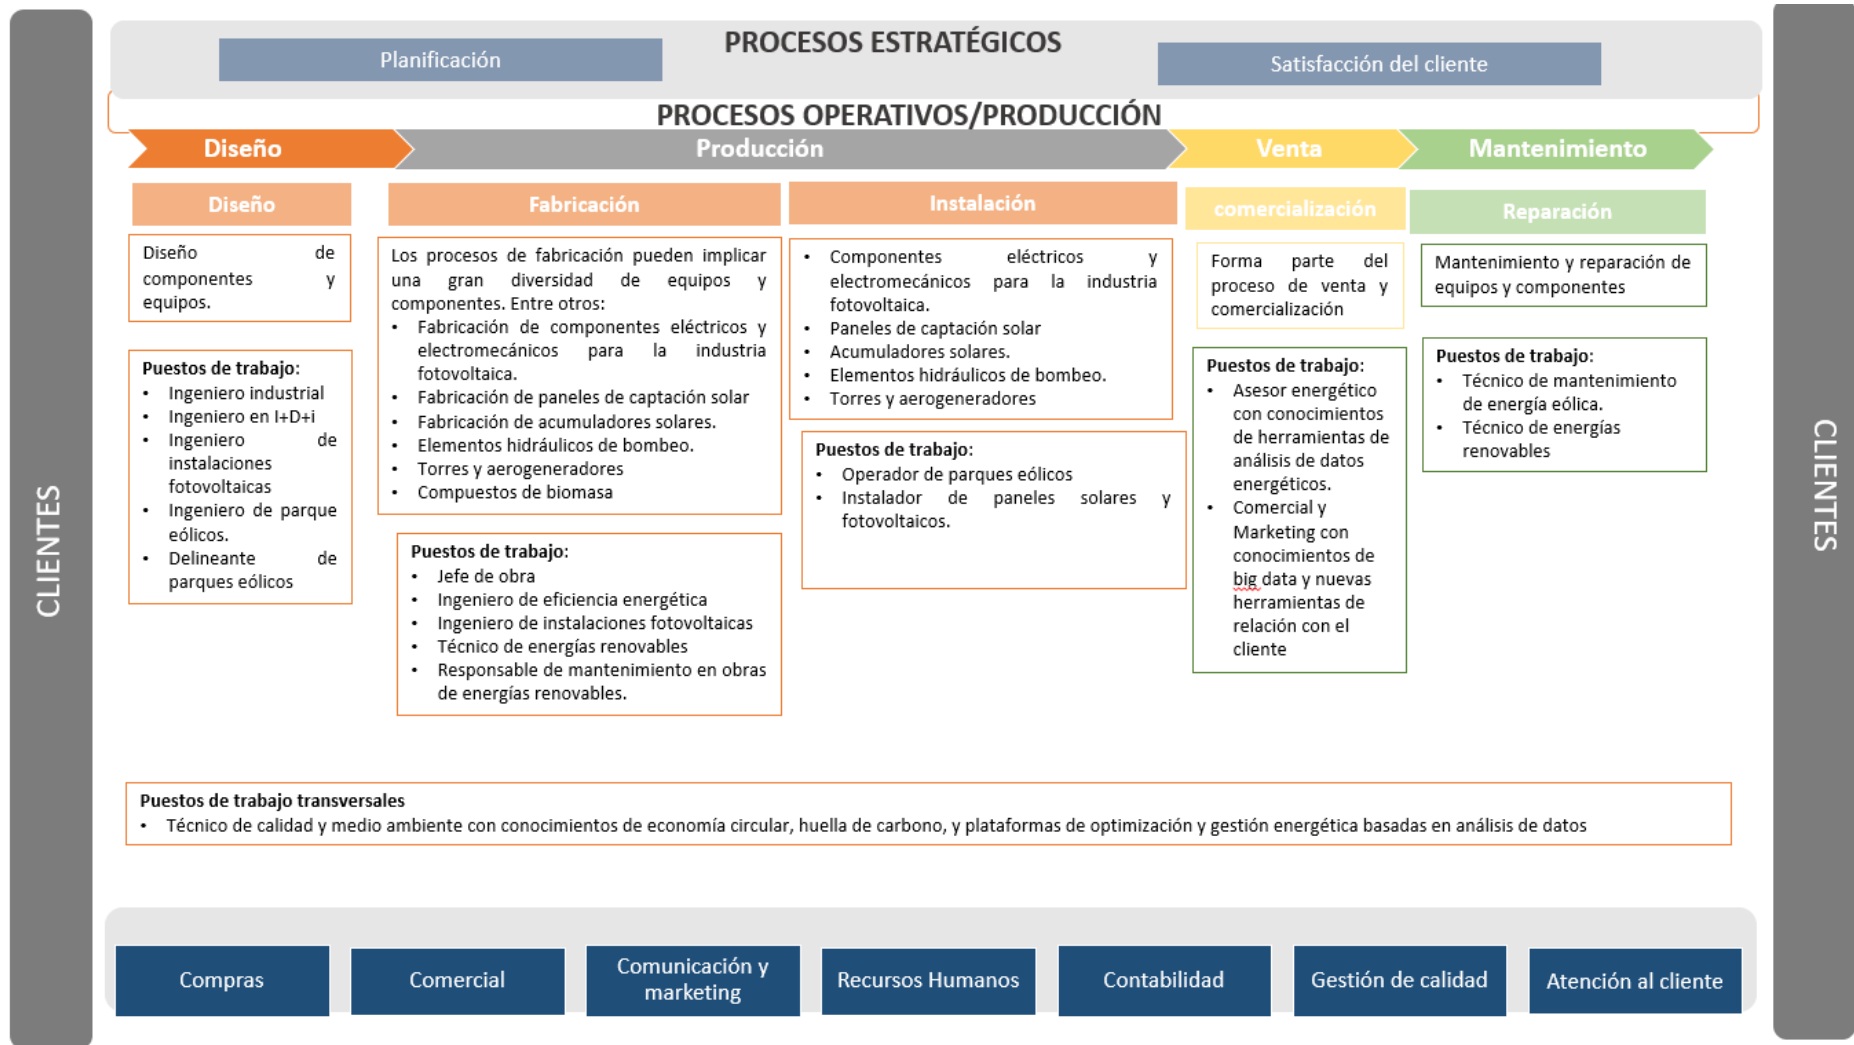 CLIENTES
PROCESOS ESTRATÉGICOS
Planificación
Satisfacción del cliente
PROCESOS OPERATIVOS/PRODUCCIÓN
Diseño
Producción
Venta
Mantenimiento
Diseño
Diseño de
componentes y
equipos.
Puestos de trabajo:
• Ingeniero industrial
• Ingeniero en I+D+i
• Ingeniero de
instalaciones
fotovoltaicas
• Ingeniero de parque
eólicos.
• Delineante de
parques eólicos
Fabricación
Los procesos de fabricación pueden implicar
una gran diversidad de equipos y
componentes. Entre otros:
• Fabricación de componentes eléctricos y
electromecánicos para la industria
fotovoltaica.
• Fabricación de paneles de captación solar
• Fabricación de acumuladores solares.
• Elementos hidráulicos de bombeo.
• Torres y aerogeneradores
• Compuestos de biomasa
Puestos de trabajo:
• Jefe de obra
• Ingeniero de eficiencia energética
• Ingeniero de instalaciones fotovoltaicas
• Técnico de energías renovables
• Responsable de mantenimiento en obras
de energías renovables.
Instalación
• Componentes eléctricos y
electromecánicos para la industria
fotovoltaica.
• Paneles de captación solar
• Acumuladores solares.
• Elementos hidráulicos de bombeo.
• Torres y aerogeneradores
Puestos de trabajo:
• Operador de parques eólicos
• Instalador de paneles solares y
fotovoltaicos.
comercialización
Forma parte del
proceso de venta y
comercialización
Puestos de trabajo:
• Asesor energético
con conocimientos
de herramientas de
análisis de datos
energéticos.
• Comercial y
Marketing con
conocimientos de
big data y nuevas
herramientas de
relación con el
cliente
Reparación
Mantenimiento y reparación de
equipos y componentes
Puestos de trabajo:
• Técnico de mantenimiento
de energía eólica.
• Técnico de energías
renovables
Puestos de trabajo transversales
• Técnico de calidad y medio ambiente con conocimientos de economía circular, huella de carbono, y plataformas de optimización y gestión energética basadas en análisis de datos
Compras
Comercial
Comunicación y
marketing
Recursos Humanos
Contabilidad
Gestión de calidad
Atención al cliente
CLIENTES